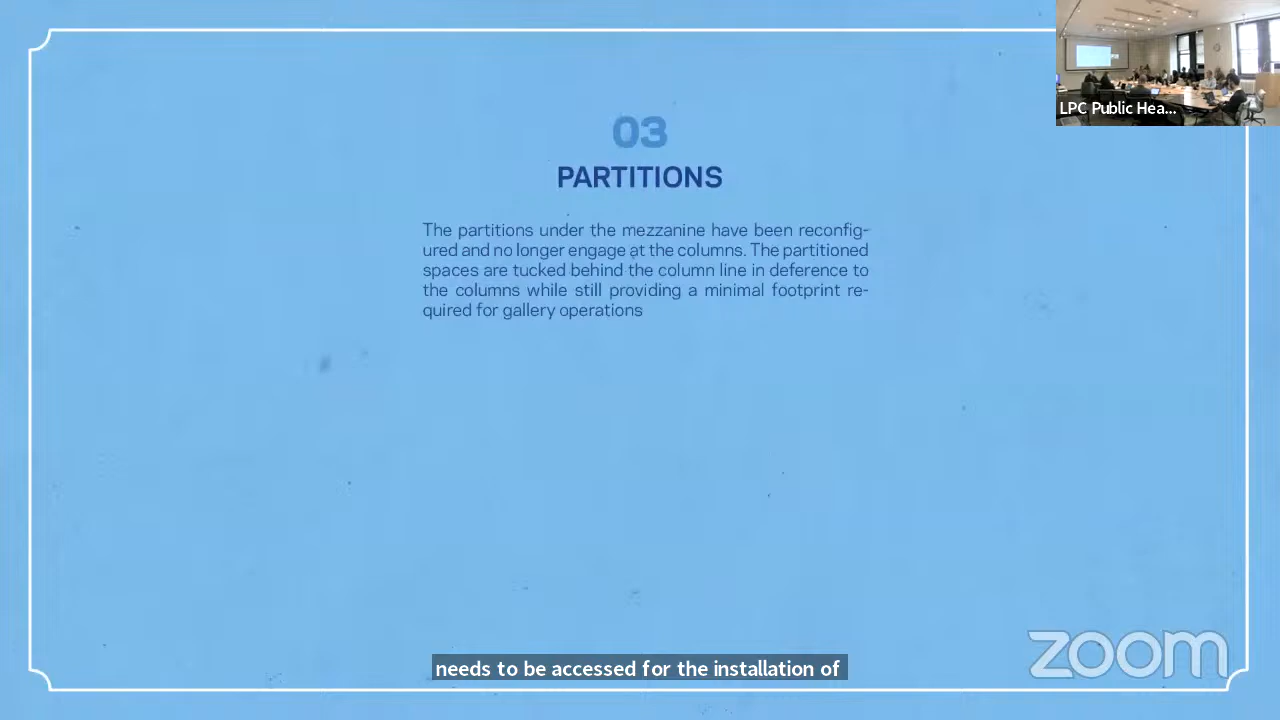 LPC Public Hea...
03
PARTITIONS
The partitions under the mezzanine have been reconfig-
ured and no longer engage at the columns. The partitioned
spaces are tucked behind the column line in deference to
the columns while still providing a minimal footprint re-
quired for gallery operations
needs to be accessed for the installation of
zoom